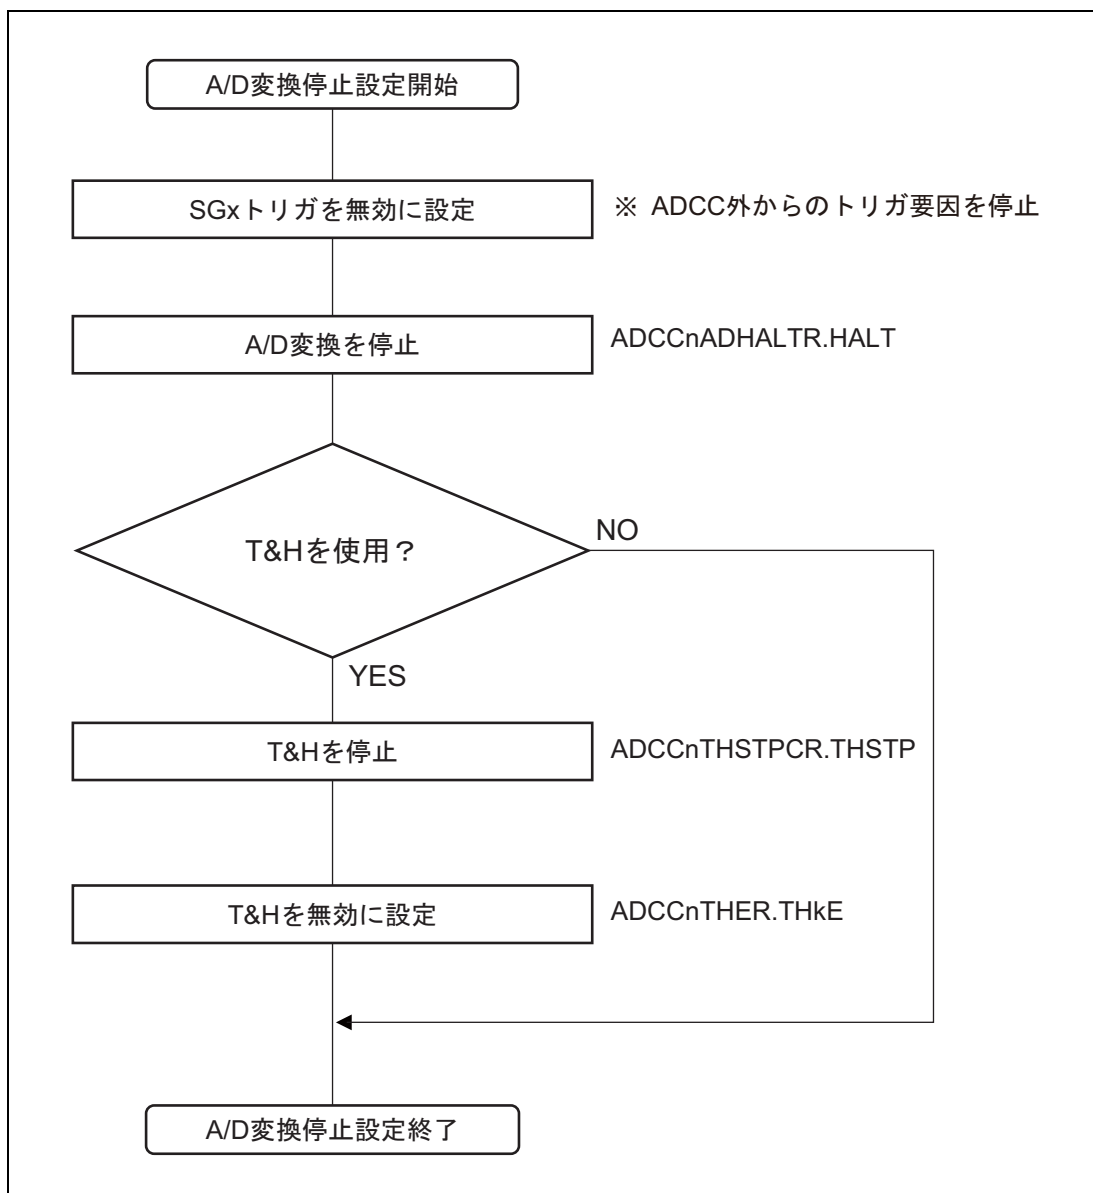 A/D変換停止設定開始
SGxトリガを無効に設定
※ ADCC外からのトリガ要因を停止
A/D変換を停止
ADCCnADHALTR.HALT
T&Hを使用？
NO
YES
T&Hを停止
ADCCnTHSTPCR.THSTP
T&Hを無効に設定
ADCCnTHER.THkE
A/D変換停止設定終了